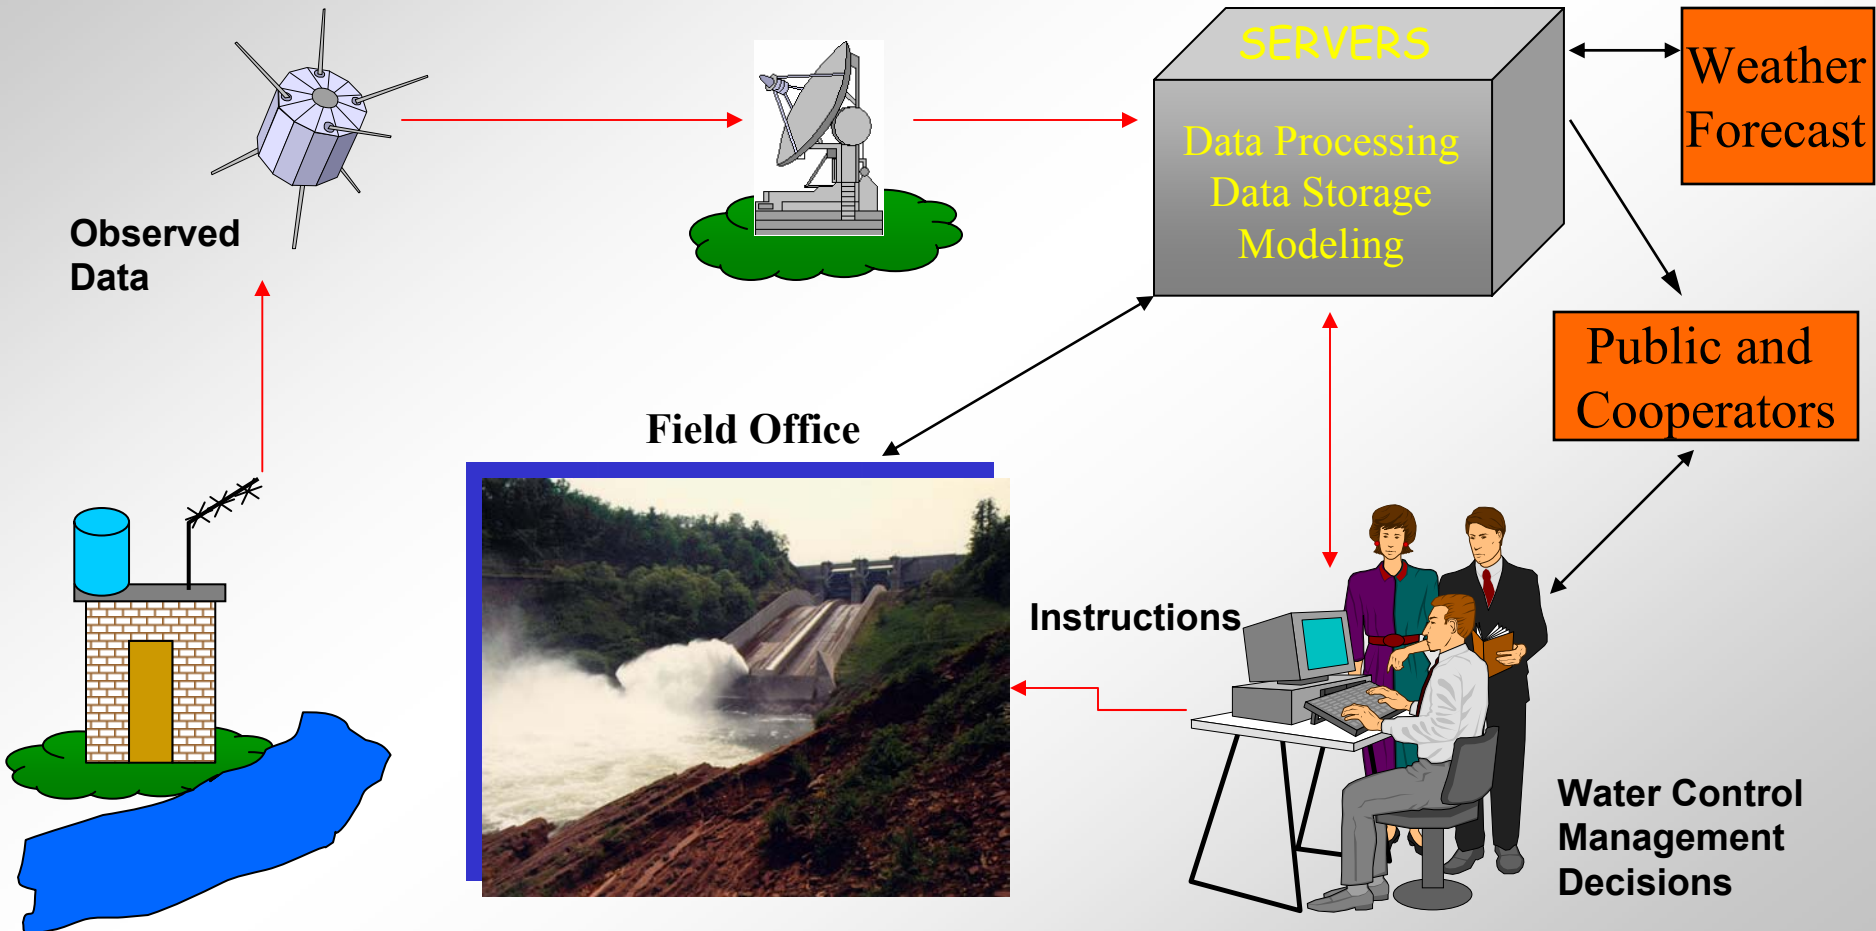 SERVERS
Data Processing
Data Storage
Modeling
Weather
Forecast
Observed
Data
Public and
Cooperators
Field Office
Instructions
Water Control
Management
Decisions